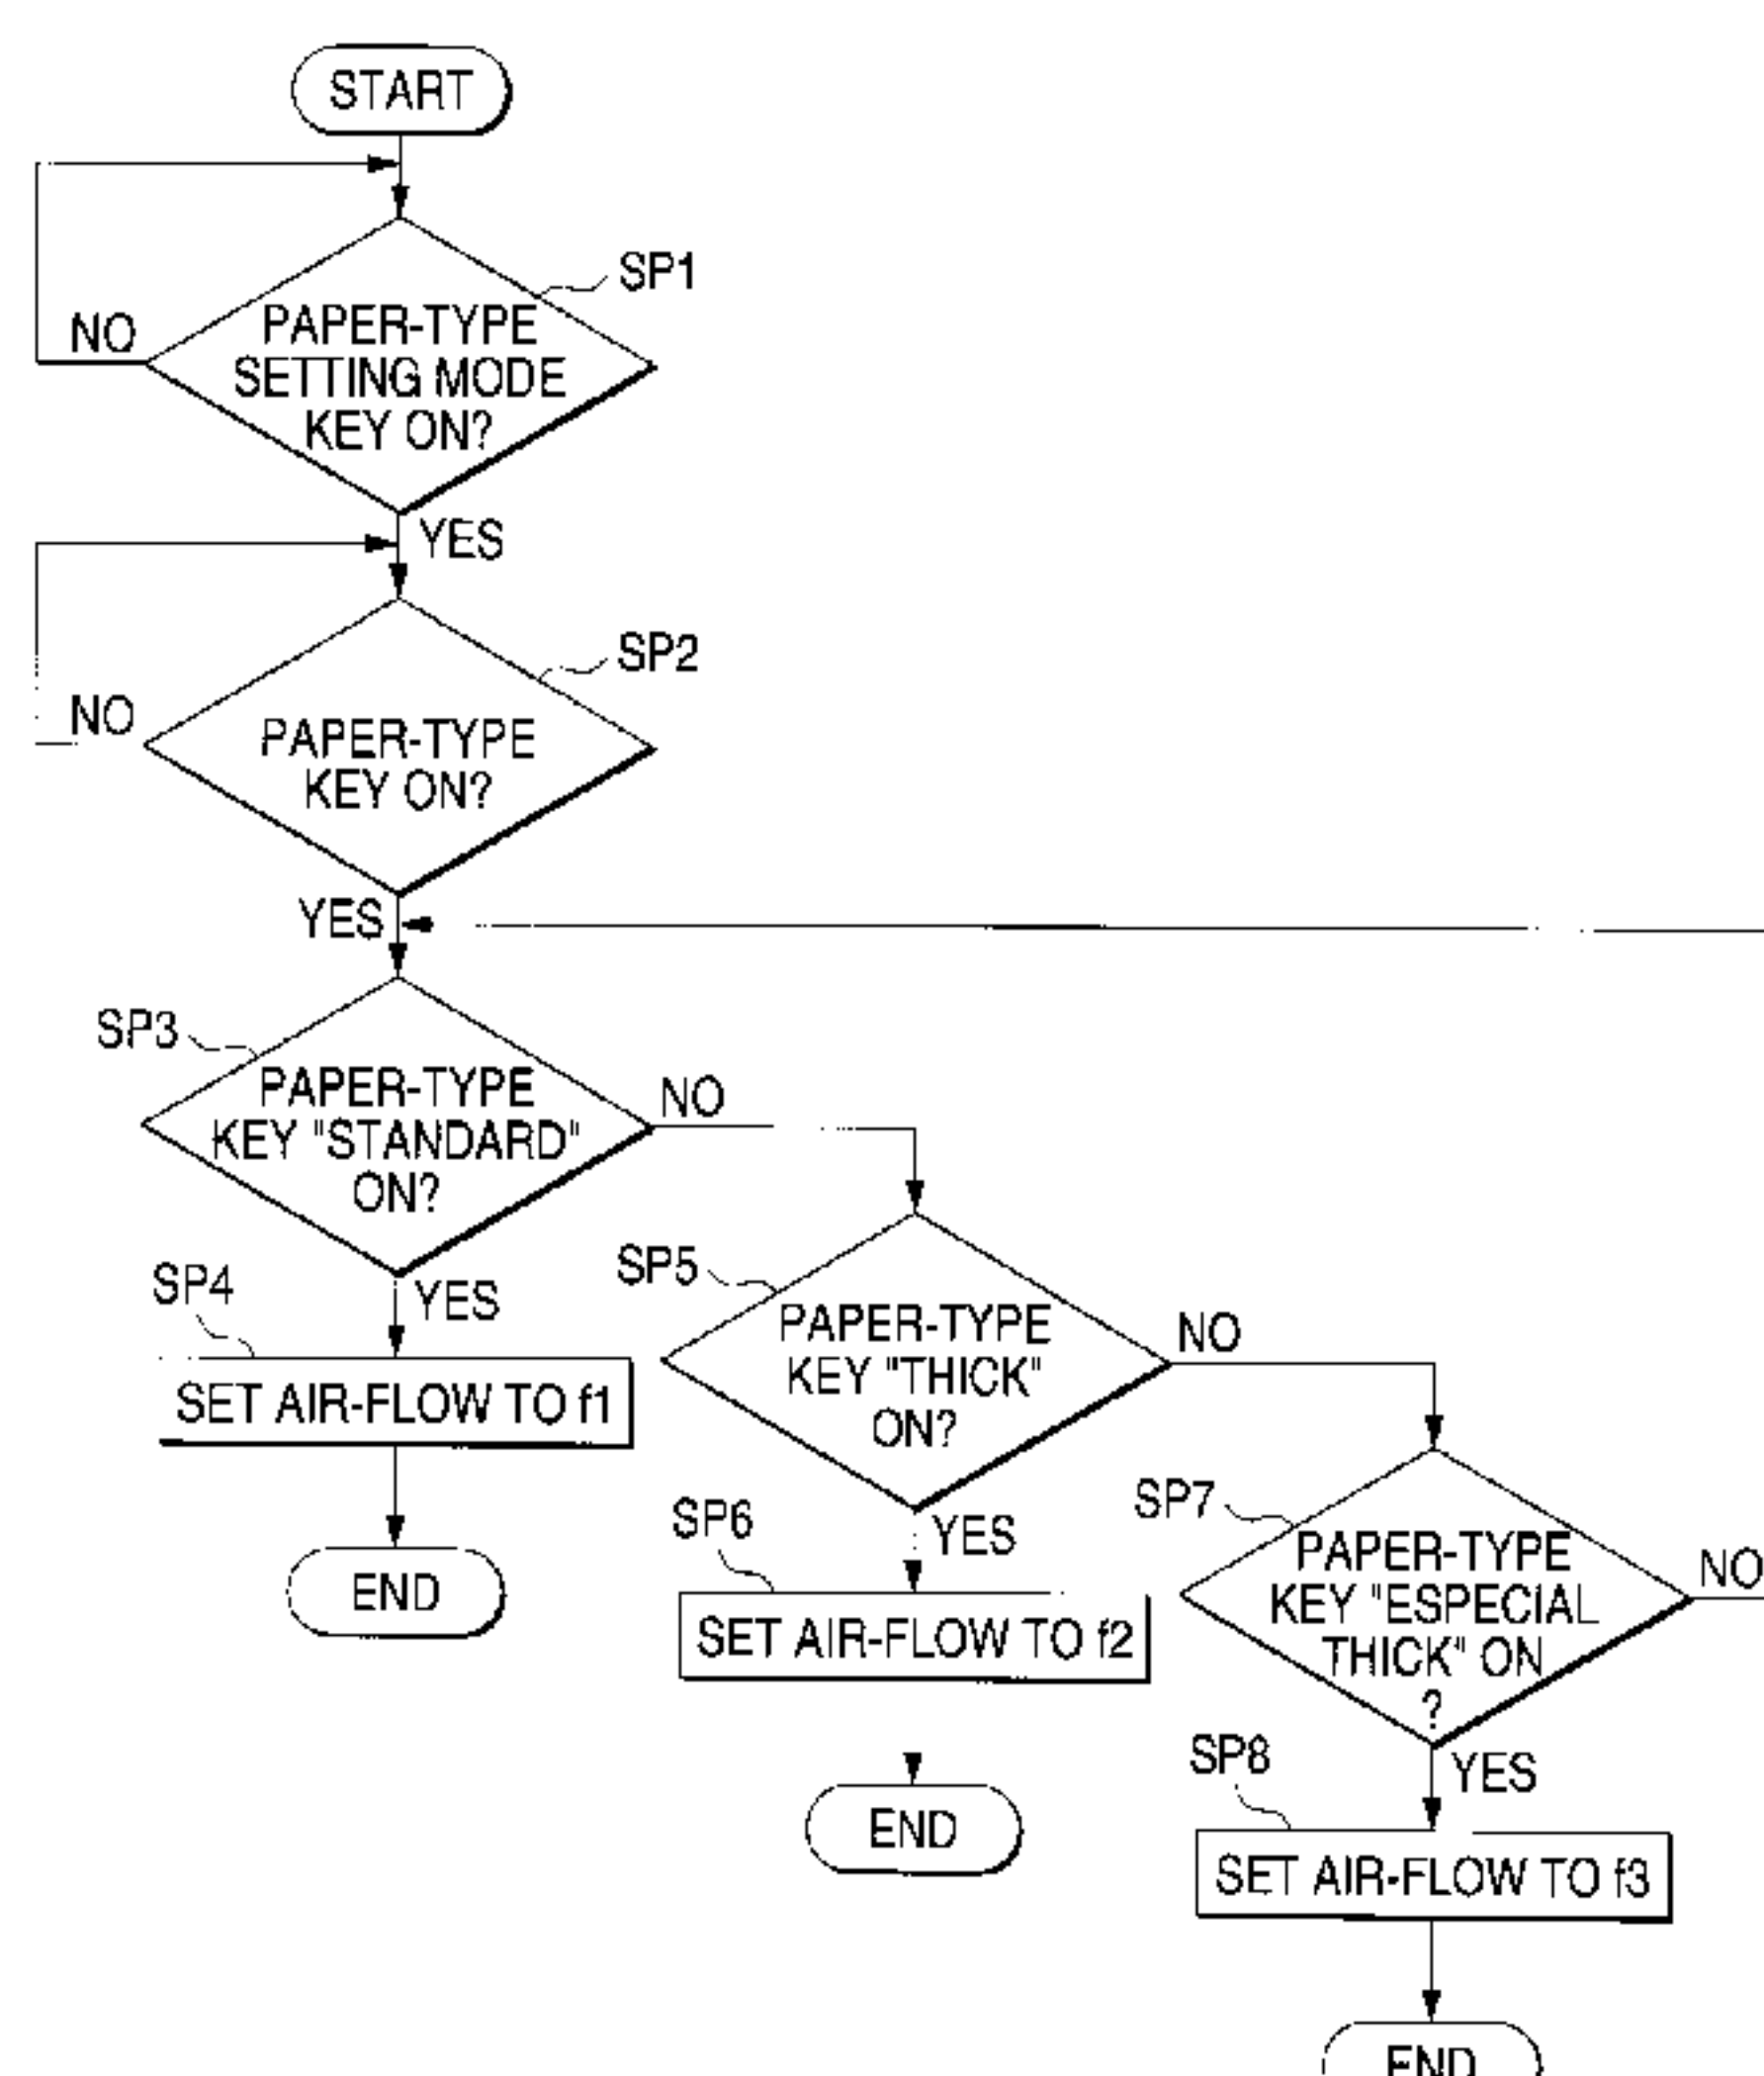 START
SP1
NO
PAPER-TYPE
SETTING MODE
KEY ON?
YES
SP2
NO
PAPER-TYPE
KEY ON?
YES
SP3
PAPER-TYPE
KEY "STANDARD"
ON?
NO
YES
SP4
SET AIR-FLOW TO f1
END
SP5
PAPER-TYPE
KEY "THICK"
ON?
NO
YES
SP6
SET AIR-FLOW TO f2
END
SP7
PAPER-TYPE
KEY "ESPECIAL
THICK" ON
?
NO
YES
SP8
SET AIR-FLOW TO f3
END